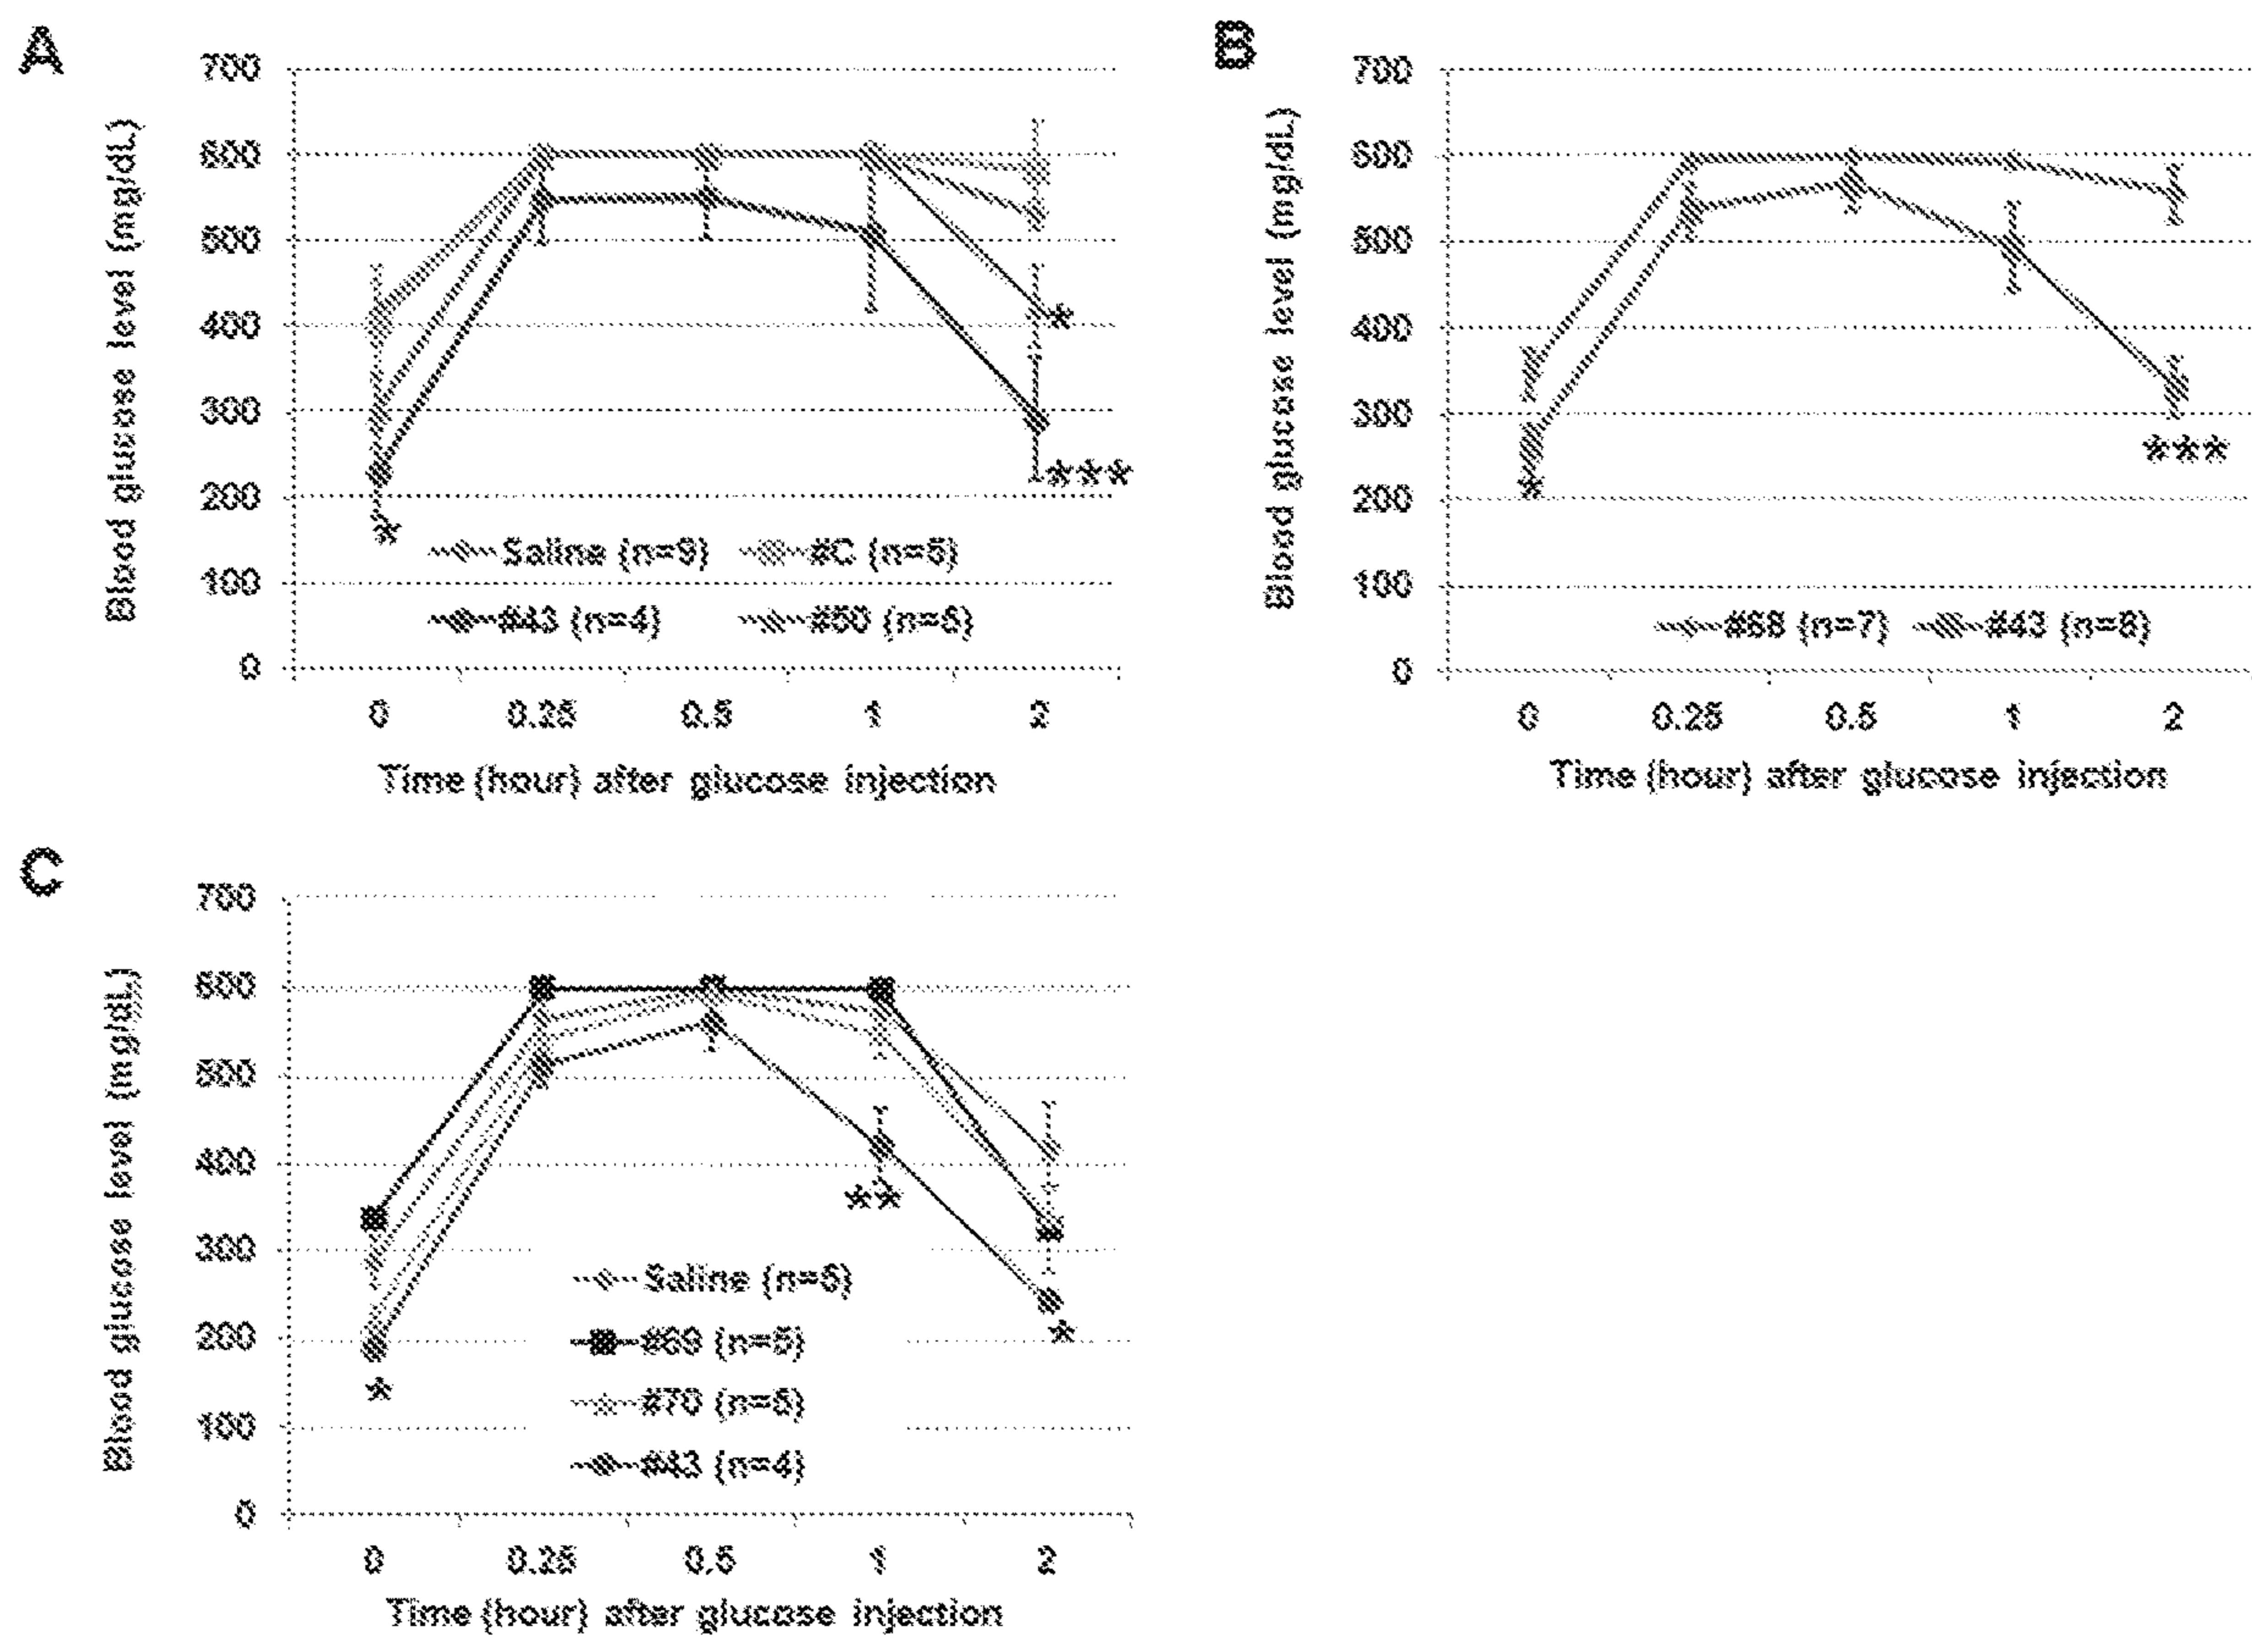 A
Blood glucose level (mg/dL)
700
600
500
400
300
200
100
0
*
***
*
Saline (n=9)
#C (n=5)
#43 (n=4)
0
0.25
0.5
1
2
Time (hour) after glucose injection
B
Blood glucose level (mg/dL)
700
600
500
400
300
200
100
0
*
***
#68 (n=7)
#43 (n=8)
0
0.25
0.5
1
2
Time (hour) after glucose injection
C
Blood glucose level (mg/dL)
700
600
500
400
300
200
100
0
**
*
*
Saline
#69 (n=5)
#70
#43 (n=4)
0
0.25
0.5
1
2
Time (hour) after glucose injection